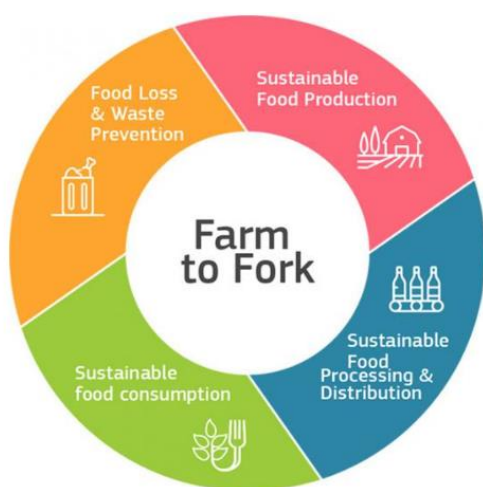 Farm
to Fork
Sustainable
Food Production
Sustainable
Food
Processing &
Distribution
Sustainable
food consumption
Food Loss
& Waste
Prevention